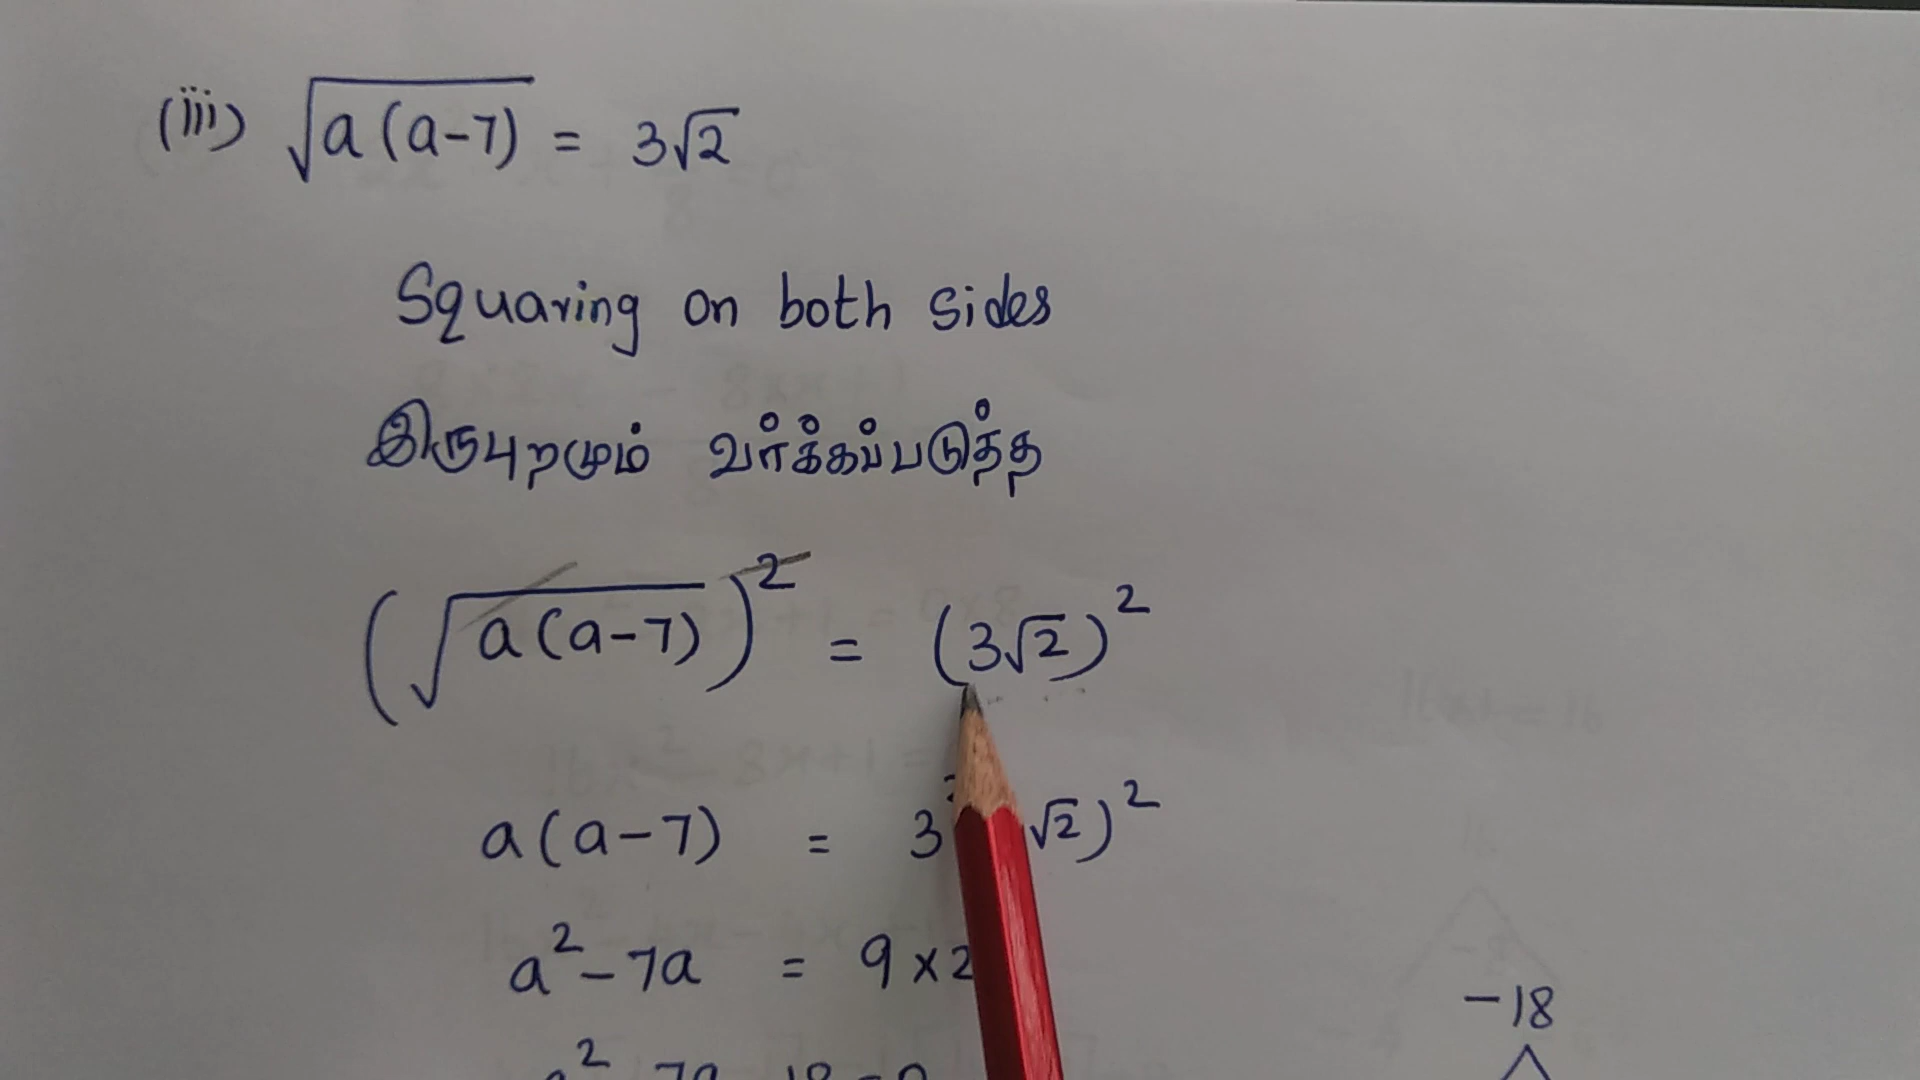 (iii) √a(a-7) = 3√2
Squaring on both sides
இருபுறமும் வர்க்கப்படுத்த
(√a(a-7))² = (3√2)²
a(a-7) = 3 √2)²
a²-7a = 9×2
-18